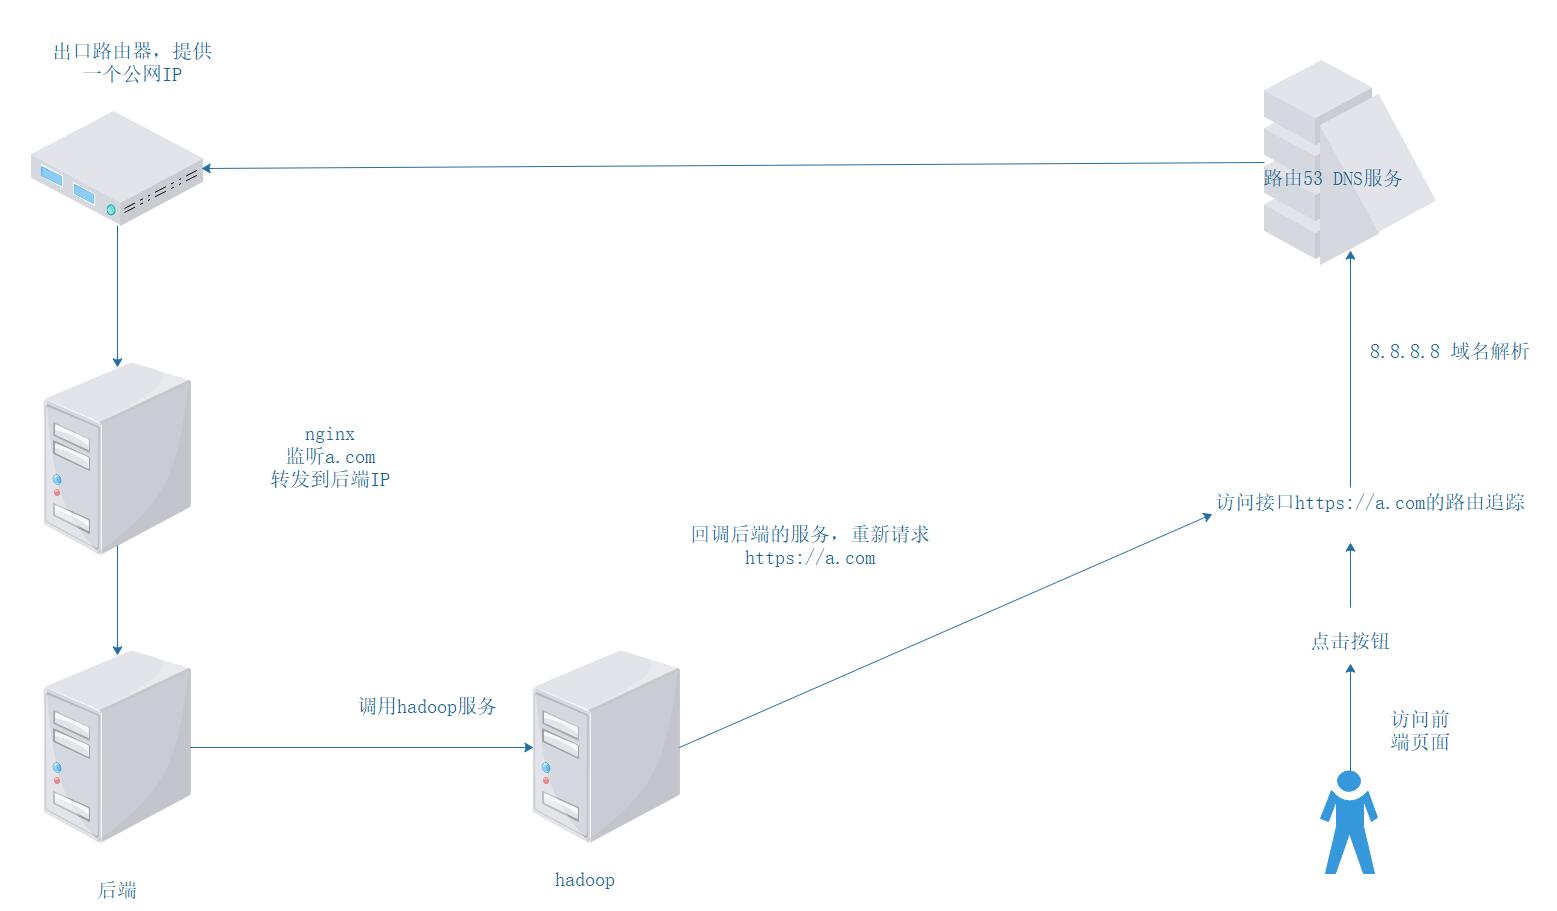 出口路由器，提供
一个公网IP
路由53 DNS服务
8.8.8.8 域名解析
nginx
监听a.com
转发到后端IP
访问接口https://a.com的路由追踪
回调后端的服务，重新请求
https://a.com
点击按钮
调用hadoop服务
访问前
端页面
后端
hadoop